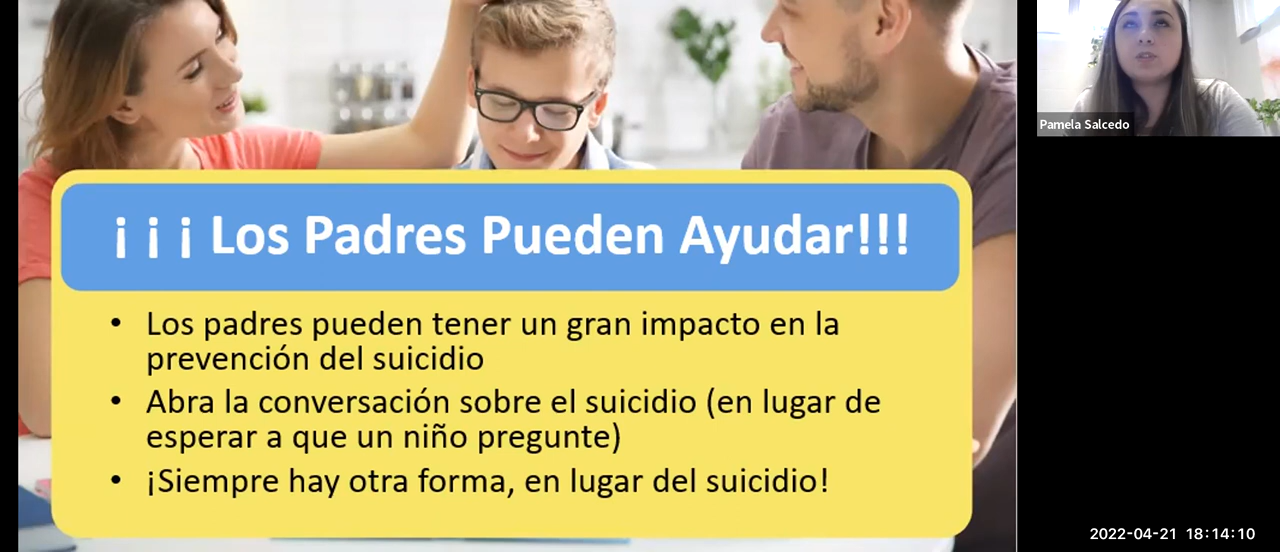 ¡ ¡ ¡ Los Padres Pueden Ayudar!!!
• Los padres pueden tener un gran impacto en la
prevención del suicidio
• Abra la conversación sobre el suicidio (en lugar de
esperar a que un niño pregunte)
• ¡Siempre hay otra forma, en lugar del suicidio!
Pamela Salcedo
2022-04-21 18:14:10